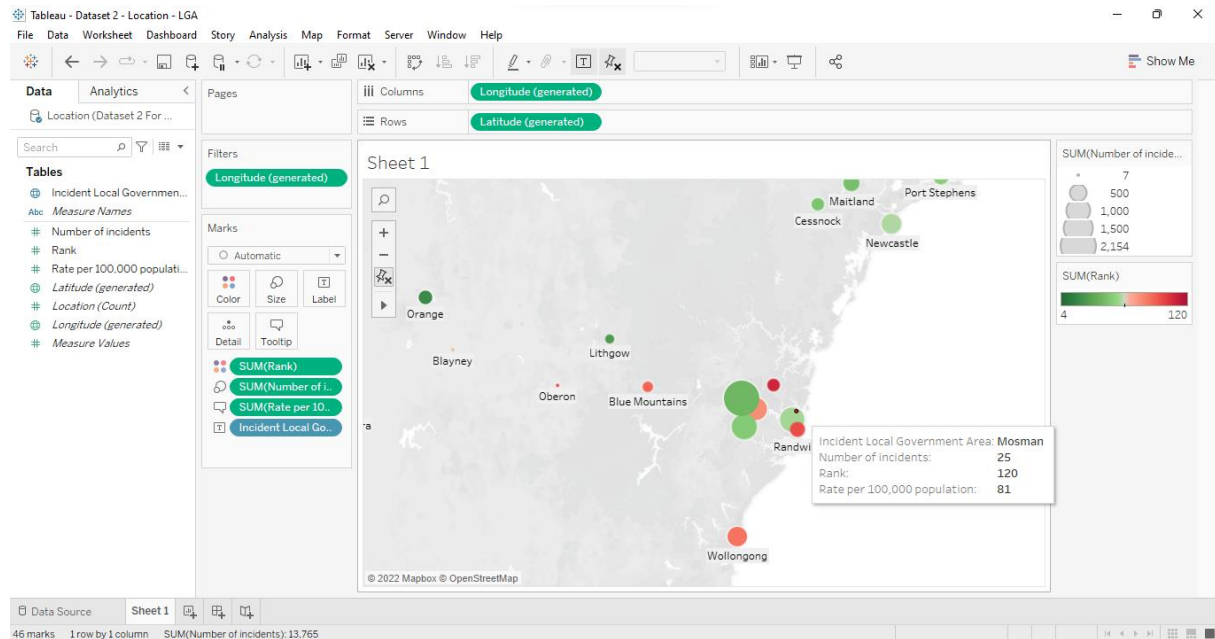 Tableau - Dataset 2 - Location - LGA
File Data Worksheet Dashboard Story Analysis Map Format Server Window Help
Show Me
Data Analytics
Location (Dataset 2 For ...
Search
Tables
Incident Local Governmen...
Abc Measure Names
# Number of incidents
# Rank
# Rate per 100,000 populati...
Latitude (generated)
# Location (Count)
Longitude (generated)
# Measure Values
Pages
Filters
Longitude (generated)
Marks
Automatic
Color Size Label
Detail Tooltip
SUM(Rank)
SUM(Number of i..
SUM(Rate per 10..
Incident Local Go..
Columns Longitude (generated)
Rows Latitude (generated)
Sheet 1
Port Stephens
Maitland
Cessnock
Newcastle
Orange
Lithgow
Blayney
Oberon
Blue Mountains
ra
Randwi
Incident Local Government Area: Mosman
Number of incidents: 25
Rank: 120
Rate per 100,000 population: 81
Wollongong
© 2022 Mapbox © OpenStreetMap
SUM(Number of incide...
7
500
1,000
1,500
2,154
SUM(Rank)
4 120
Data Source Sheet 1
46 marks 1 row by 1 column SUM(Number of incidents): 13,765